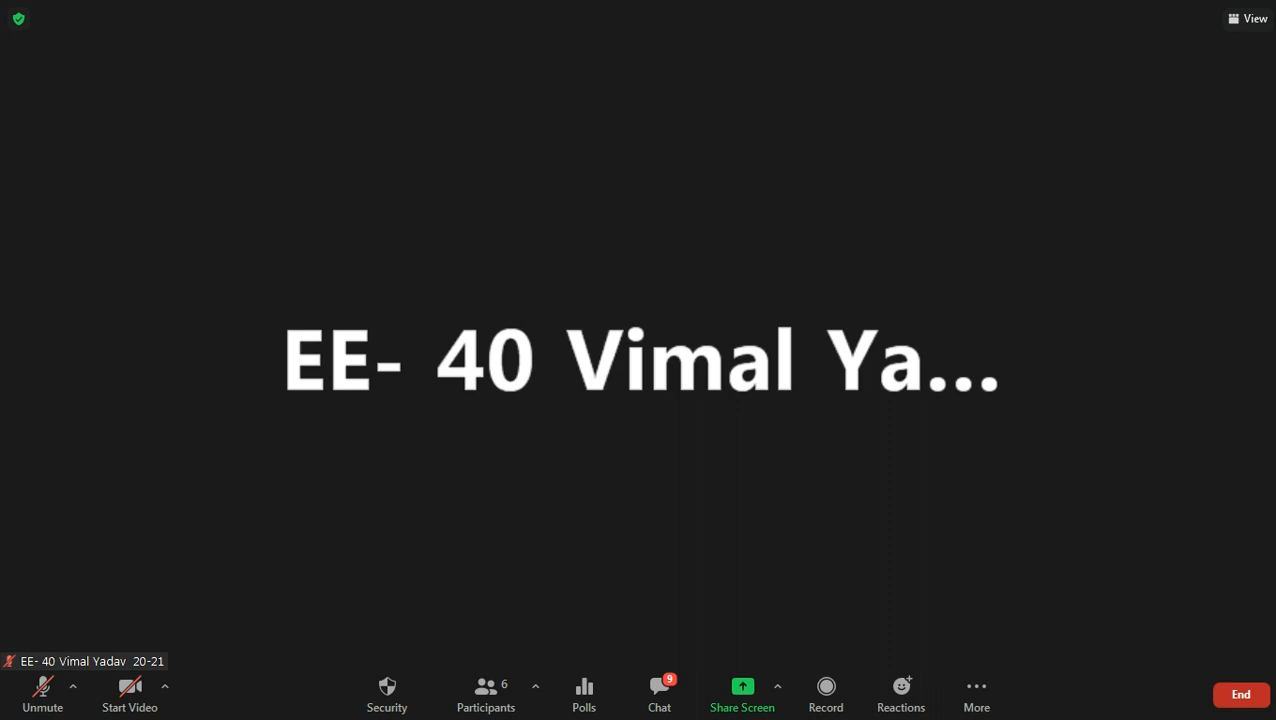 View
EE- 40 Vimal Ya...
EE- 40 Vimal Yadav 20-21
6
9
Unmute
Start Video
Security
Participants
Polls
Chat
Share Screen
Record
Reactions
More
End